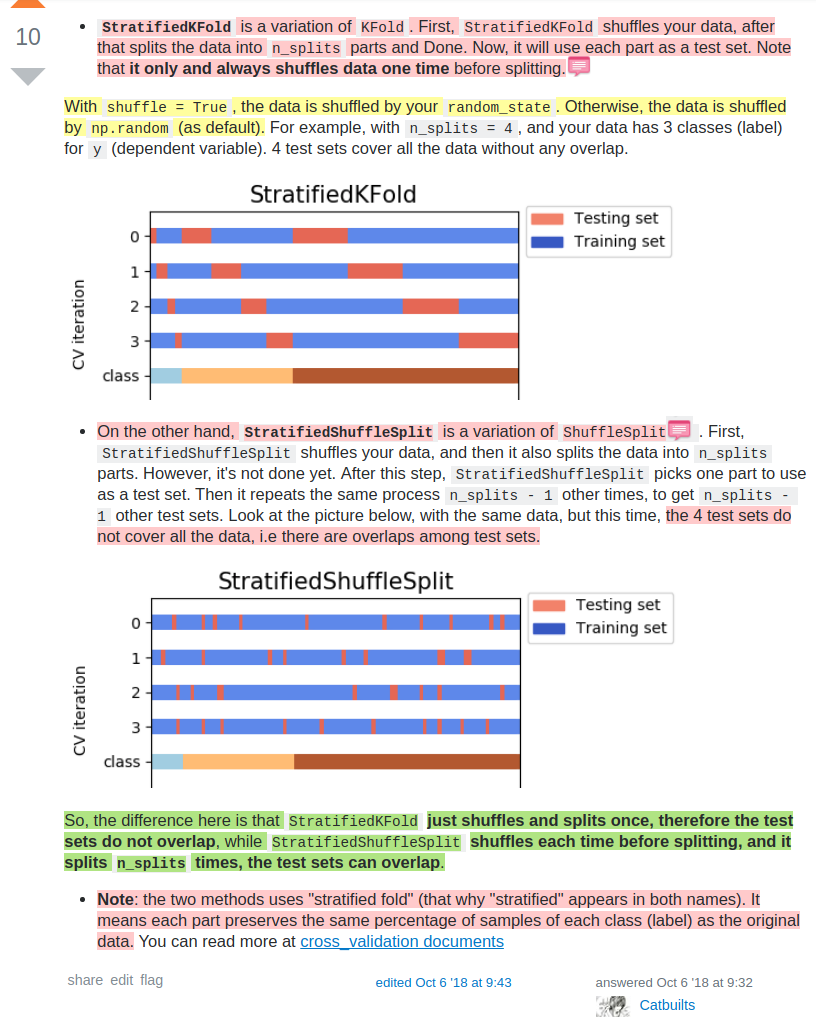 10
• StratifiedKFold is a variation of KFold . First, StratifiedKFold shuffles your data, after
that splits the data into n_splits parts and Done. Now, it will use each part as a test set. Note
that it only and always shuffles data one time before splitting.
With shuffle = True , the data is shuffled by your random_state . Otherwise, the data is shuffled
by np.random (as default). For example, with n_splits = 4 , and your data has 3 classes (label)
for y (dependent variable). 4 test sets cover all the data without any overlap.
StratifiedKFold
Testing set
Training set
0
1
2
3
class
CV iteration
• On the other hand, StratifiedShuffleSplit is a variation of ShuffleSplit . First,
StratifiedShuffleSplit shuffles your data, and then it also splits the data into n_splits
parts. However, it's not done yet. After this step, StratifiedShuffleSplit picks one part to use
as a test set. Then it repeats the same process n_splits - 1 other times, to get n_splits -
1 other test sets. Look at the picture below, with the same data, but this time, the 4 test sets do
not cover all the data, i.e there are overlaps among test sets.
StratifiedShuffleSplit
Testing set
Training set
0
1
2
3
class
CV iteration
So, the difference here is that StratifiedKFold just shuffles and splits once, therefore the test
sets do not overlap, while StratifiedShuffleSplit shuffles each time before splitting, and it
splits n_splits times, the test sets can overlap.
• Note: the two methods uses "stratified fold" (that why "stratified" appears in both names). It
means each part preserves the same percentage of samples of each class (label) as the original
data. You can read more at cross_validation documents
share edit flag
edited Oct 6 '18 at 9:43
answered Oct 6 '18 at 9:32
Catbuilts